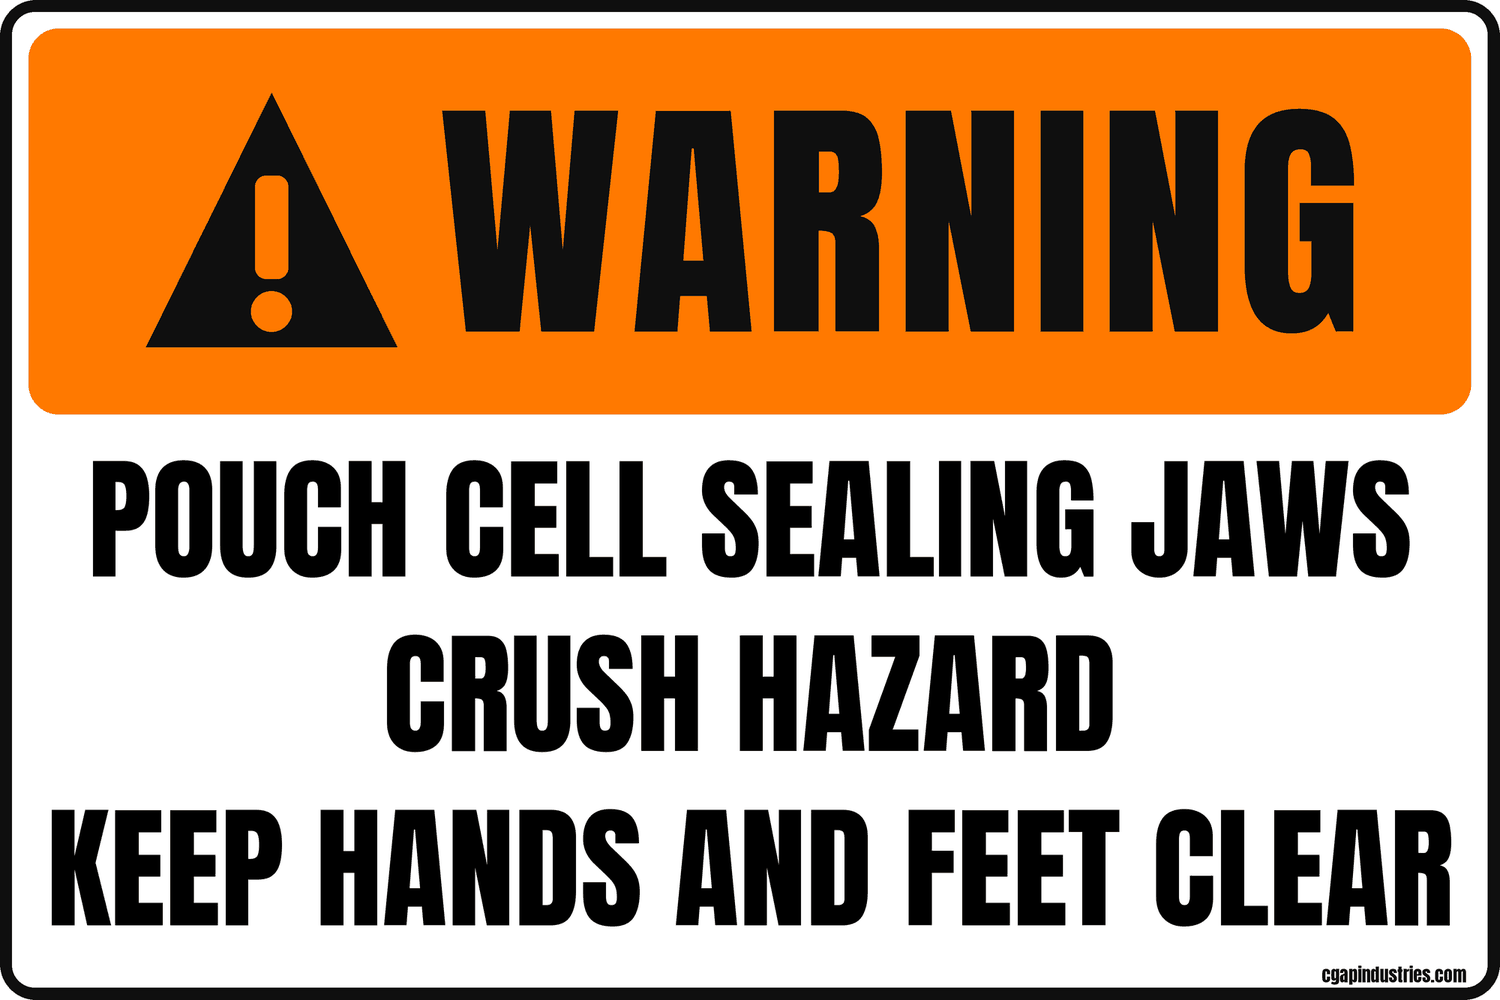 WARNING
POUCH CELL SEALING JAWS
CRUSH HAZARD
KEEP HANDS AND FEET CLEAR
cgapindustries.com